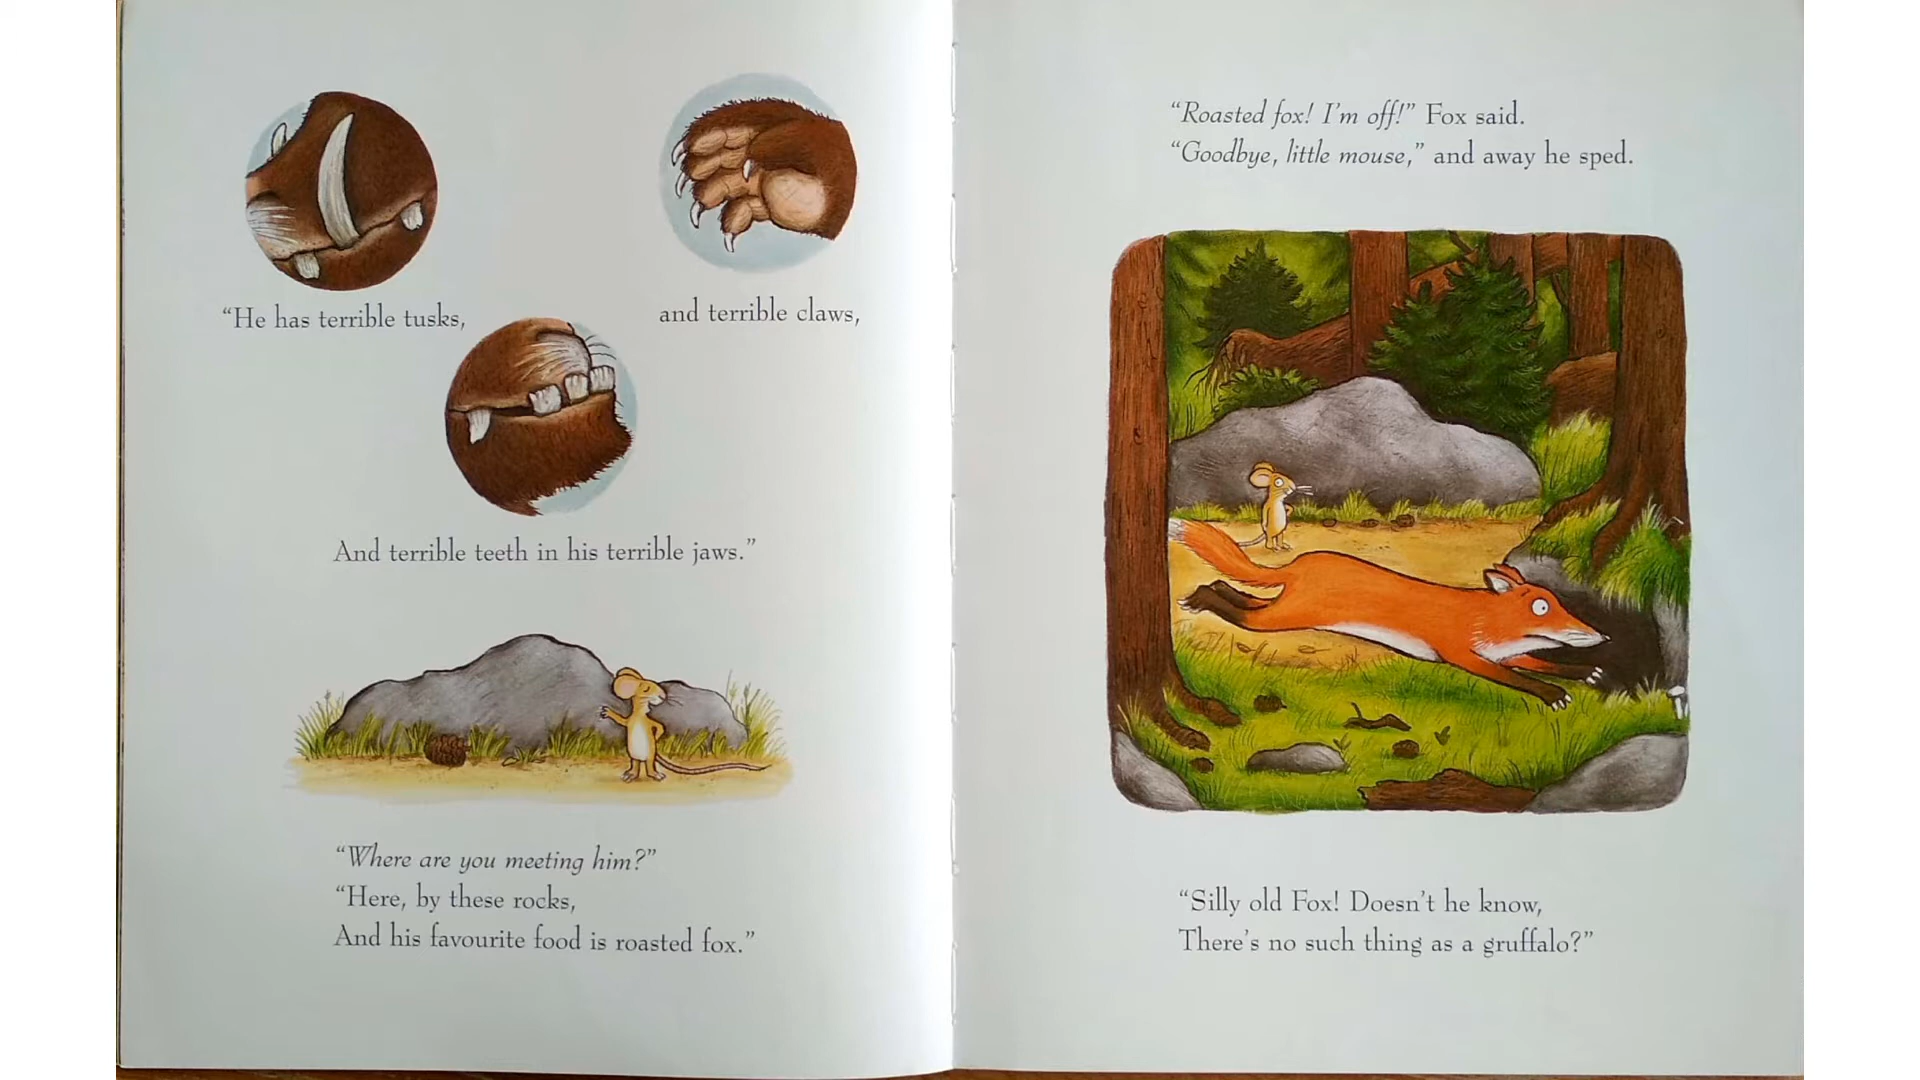 “He has terrible tusks,
and terrible claws,
And terrible teeth in his terrible jaws.”
“Where are you meeting him?”
“Here, by these rocks,
And his favourite food is roasted fox.”
“Roasted fox! I’m off!” Fox said.
“Goodbye, little mouse,” and away he sped.
“Silly old Fox! Doesn’t he know,
There’s no such thing as a gruffalo?”